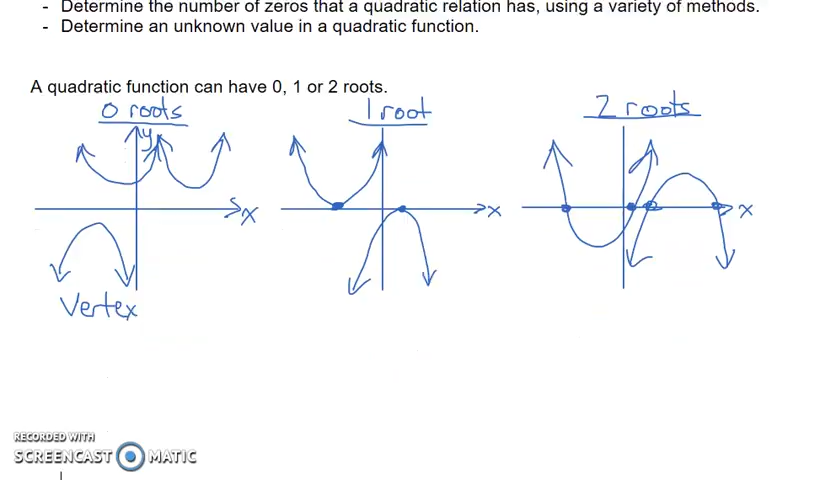 - Determine the number of zeros that a quadratic relation has, using a variety of methods.
- Determine an unknown value in a quadratic function.
A quadratic function can have 0, 1 or 2 roots.
0 roots
1 root
2 roots
y
x
x
x
Vertex
RECORDED WITH
SCREENCAST MATIC